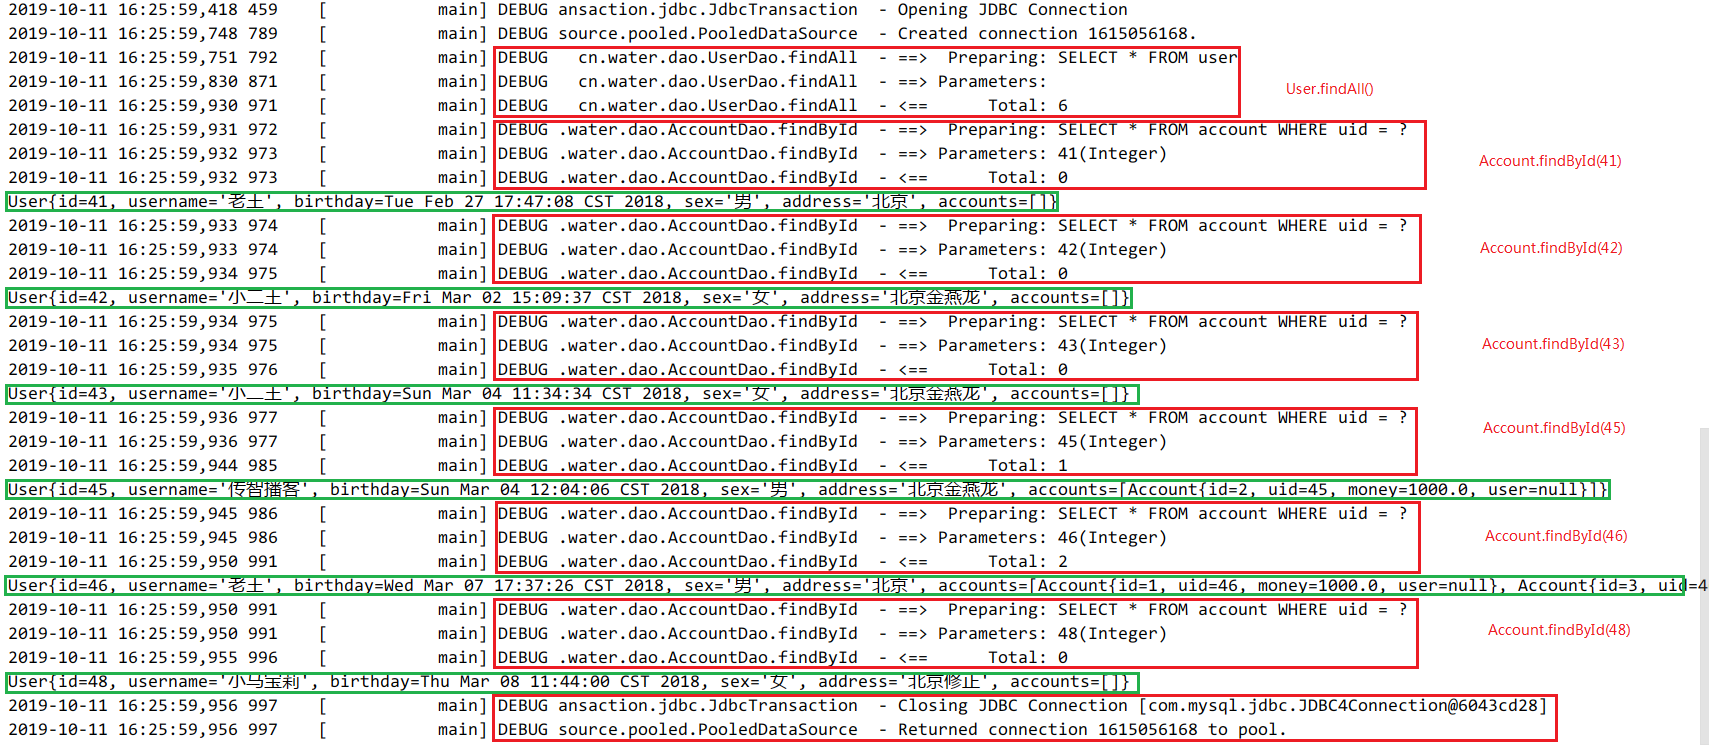 2019-10-11 16:25:59,418 459    [           main] DEBUG ansaction.jdbc.JdbcTransaction  - Opening JDBC Connection
2019-10-11 16:25:59,748 789    [           main] DEBUG source.pooled.PooledDataSource  - Created connection 1615056168.
2019-10-11 16:25:59,751 792    [           main] DEBUG   cn.water.dao.UserDao.findAll  - ==>  Preparing: SELECT * FROM user
2019-10-11 16:25:59,830 871    [           main] DEBUG   cn.water.dao.UserDao.findAll  - ==> Parameters:
User.findAll()
2019-10-11 16:25:59,930 971    [           main] DEBUG   cn.water.dao.UserDao.findAll  - <==      Total: 6
2019-10-11 16:25:59,931 972    [           main] DEBUG .water.dao.AccountDao.findById  - ==>  Preparing: SELECT * FROM account WHERE uid = ?
2019-10-11 16:25:59,932 973    [           main] DEBUG .water.dao.AccountDao.findById  - ==> Parameters: 41(Integer)
Account.findById(41)
2019-10-11 16:25:59,932 973    [           main] DEBUG .water.dao.AccountDao.findById  - <==      Total: 0
User{id=41, username='老王', birthday=Tue Feb 27 17:47:08 CST 2018, sex='男', address='北京', accounts=[]}
2019-10-11 16:25:59,933 974    [           main] DEBUG .water.dao.AccountDao.findById  - ==>  Preparing: SELECT * FROM account WHERE uid = ?
2019-10-11 16:25:59,933 974    [           main] DEBUG .water.dao.AccountDao.findById  - ==> Parameters: 42(Integer)
Account.findById(42)
2019-10-11 16:25:59,934 975    [           main] DEBUG .water.dao.AccountDao.findById  - <==      Total: 0
User{id=42, username='小二王', birthday=Fri Mar 02 15:09:37 CST 2018, sex='女', address='北京金燕龙', accounts=[]}
2019-10-11 16:25:59,934 975    [           main] DEBUG .water.dao.AccountDao.findById  - ==>  Preparing: SELECT * FROM account WHERE uid = ?
2019-10-11 16:25:59,934 975    [           main] DEBUG .water.dao.AccountDao.findById  - ==> Parameters: 43(Integer)
Account.findById(43)
2019-10-11 16:25:59,935 976    [           main] DEBUG .water.dao.AccountDao.findById  - <==      Total: 0
User{id=43, username='小二王', birthday=Sun Mar 04 11:34:34 CST 2018, sex='女', address='北京金燕龙', accounts=[]}
2019-10-11 16:25:59,936 977    [           main] DEBUG .water.dao.AccountDao.findById  - ==>  Preparing: SELECT * FROM account WHERE uid = ?
2019-10-11 16:25:59,936 977    [           main] DEBUG .water.dao.AccountDao.findById  - ==> Parameters: 45(Integer)
Account.findById(45)
2019-10-11 16:25:59,944 985    [           main] DEBUG .water.dao.AccountDao.findById  - <==      Total: 1
User{id=45, username='传智播客', birthday=Sun Mar 04 12:04:06 CST 2018, sex='男', address='北京金燕龙', accounts=[Account{id=2, uid=45, money=1000.0, user=null}]}
2019-10-11 16:25:59,945 986    [           main] DEBUG .water.dao.AccountDao.findById  - ==>  Preparing: SELECT * FROM account WHERE uid = ?
2019-10-11 16:25:59,945 986    [           main] DEBUG .water.dao.AccountDao.findById  - ==> Parameters: 46(Integer)
Account.findById(46)
2019-10-11 16:25:59,950 991    [           main] DEBUG .water.dao.AccountDao.findById  - <==      Total: 2
User{id=46, username='老王', birthday=Wed Mar 07 17:37:26 CST 2018, sex='男', address='北京', accounts=[Account{id=1, uid=46, money=1000.0, user=null}, Account{id=3, uid=4
2019-10-11 16:25:59,950 991    [           main] DEBUG .water.dao.AccountDao.findById  - ==>  Preparing: SELECT * FROM account WHERE uid = ?
2019-10-11 16:25:59,950 991    [           main] DEBUG .water.dao.AccountDao.findById  - ==> Parameters: 48(Integer)
Account.findById(48)
2019-10-11 16:25:59,955 996    [           main] DEBUG .water.dao.AccountDao.findById  - <==      Total: 0
User{id=48, username='小马宝莉', birthday=Thu Mar 08 11:44:00 CST 2018, sex='女', address='北京修正', accounts=[]}
2019-10-11 16:25:59,956 997    [           main] DEBUG ansaction.jdbc.JdbcTransaction  - Closing JDBC Connection [com.mysql.jdbc.JDBC4Connection@6043cd28]
2019-10-11 16:25:59,956 997    [           main] DEBUG source.pooled.PooledDataSource  - Returned connection 1615056168 to pool.